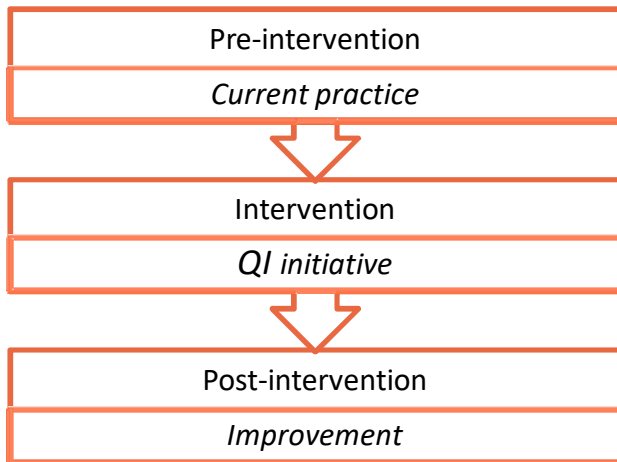 Pre-intervention
Current practice
Intervention
QI initiative
Post-intervention
Improvement